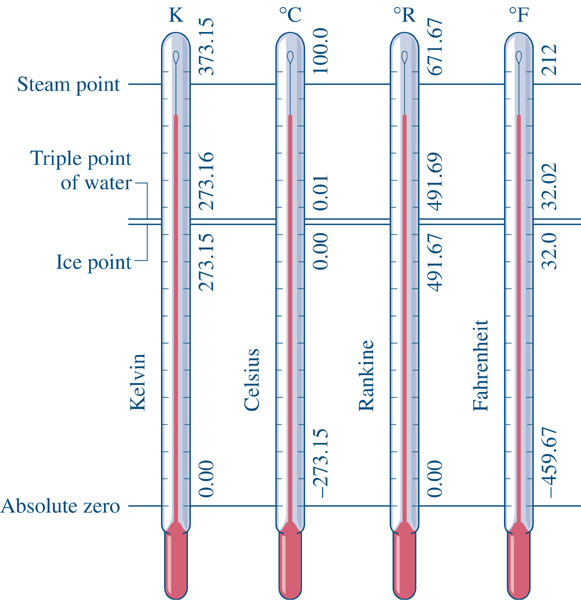 K
°C
°R
°F
373.15
100.0
671.67
212
Steam point
Triple point
of water
273.16
0.01
491.69
32.02
Ice point
273.15
0.00
491.67
32.0
Kelvin
Celsius
Rankine
Fahrenheit
0.00
–273.15
0.00
–459.67
Absolute zero